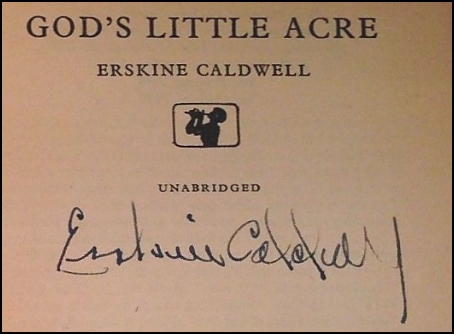 GOD'S LITTLE ACRE
ERSKINE CALDWELL
UNABRIDGED
Erskine Caldwell